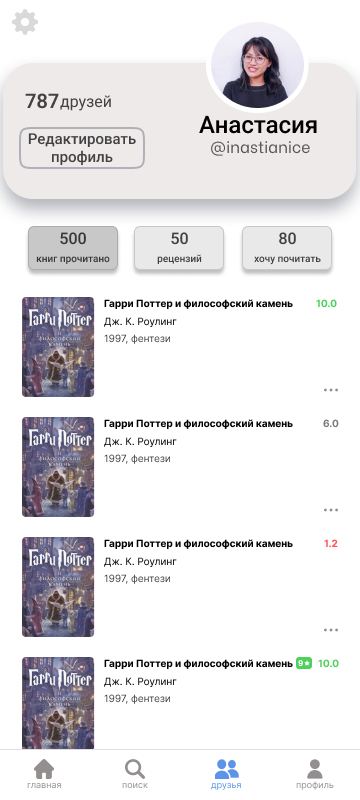 787 друзей
Редактировать
профиль
Анастасия
@inastianice
500
книг прочитано
50
рецензий
80
хочу почитать
Гарри Поттер и философский камень 10.0
Дж. К. Роулинг
1997, фентези
Гарри Поттер
и
философский
камень
Гарри Поттер и философский камень 6.0
Дж. К. Роулинг
1997, фентези
Гарри Поттер
и
философский
камень
Гарри Поттер и философский камень 1.2
Дж. К. Роулинг
1997, фентези
Гарри Поттер
и
философский
камень
Гарри Поттер и философский камень 9★ 10.0
Дж. К. Роулинг
1997, фентези
Гарри Поттер
и
философский
камень
главная
поиск
друзья
профиль